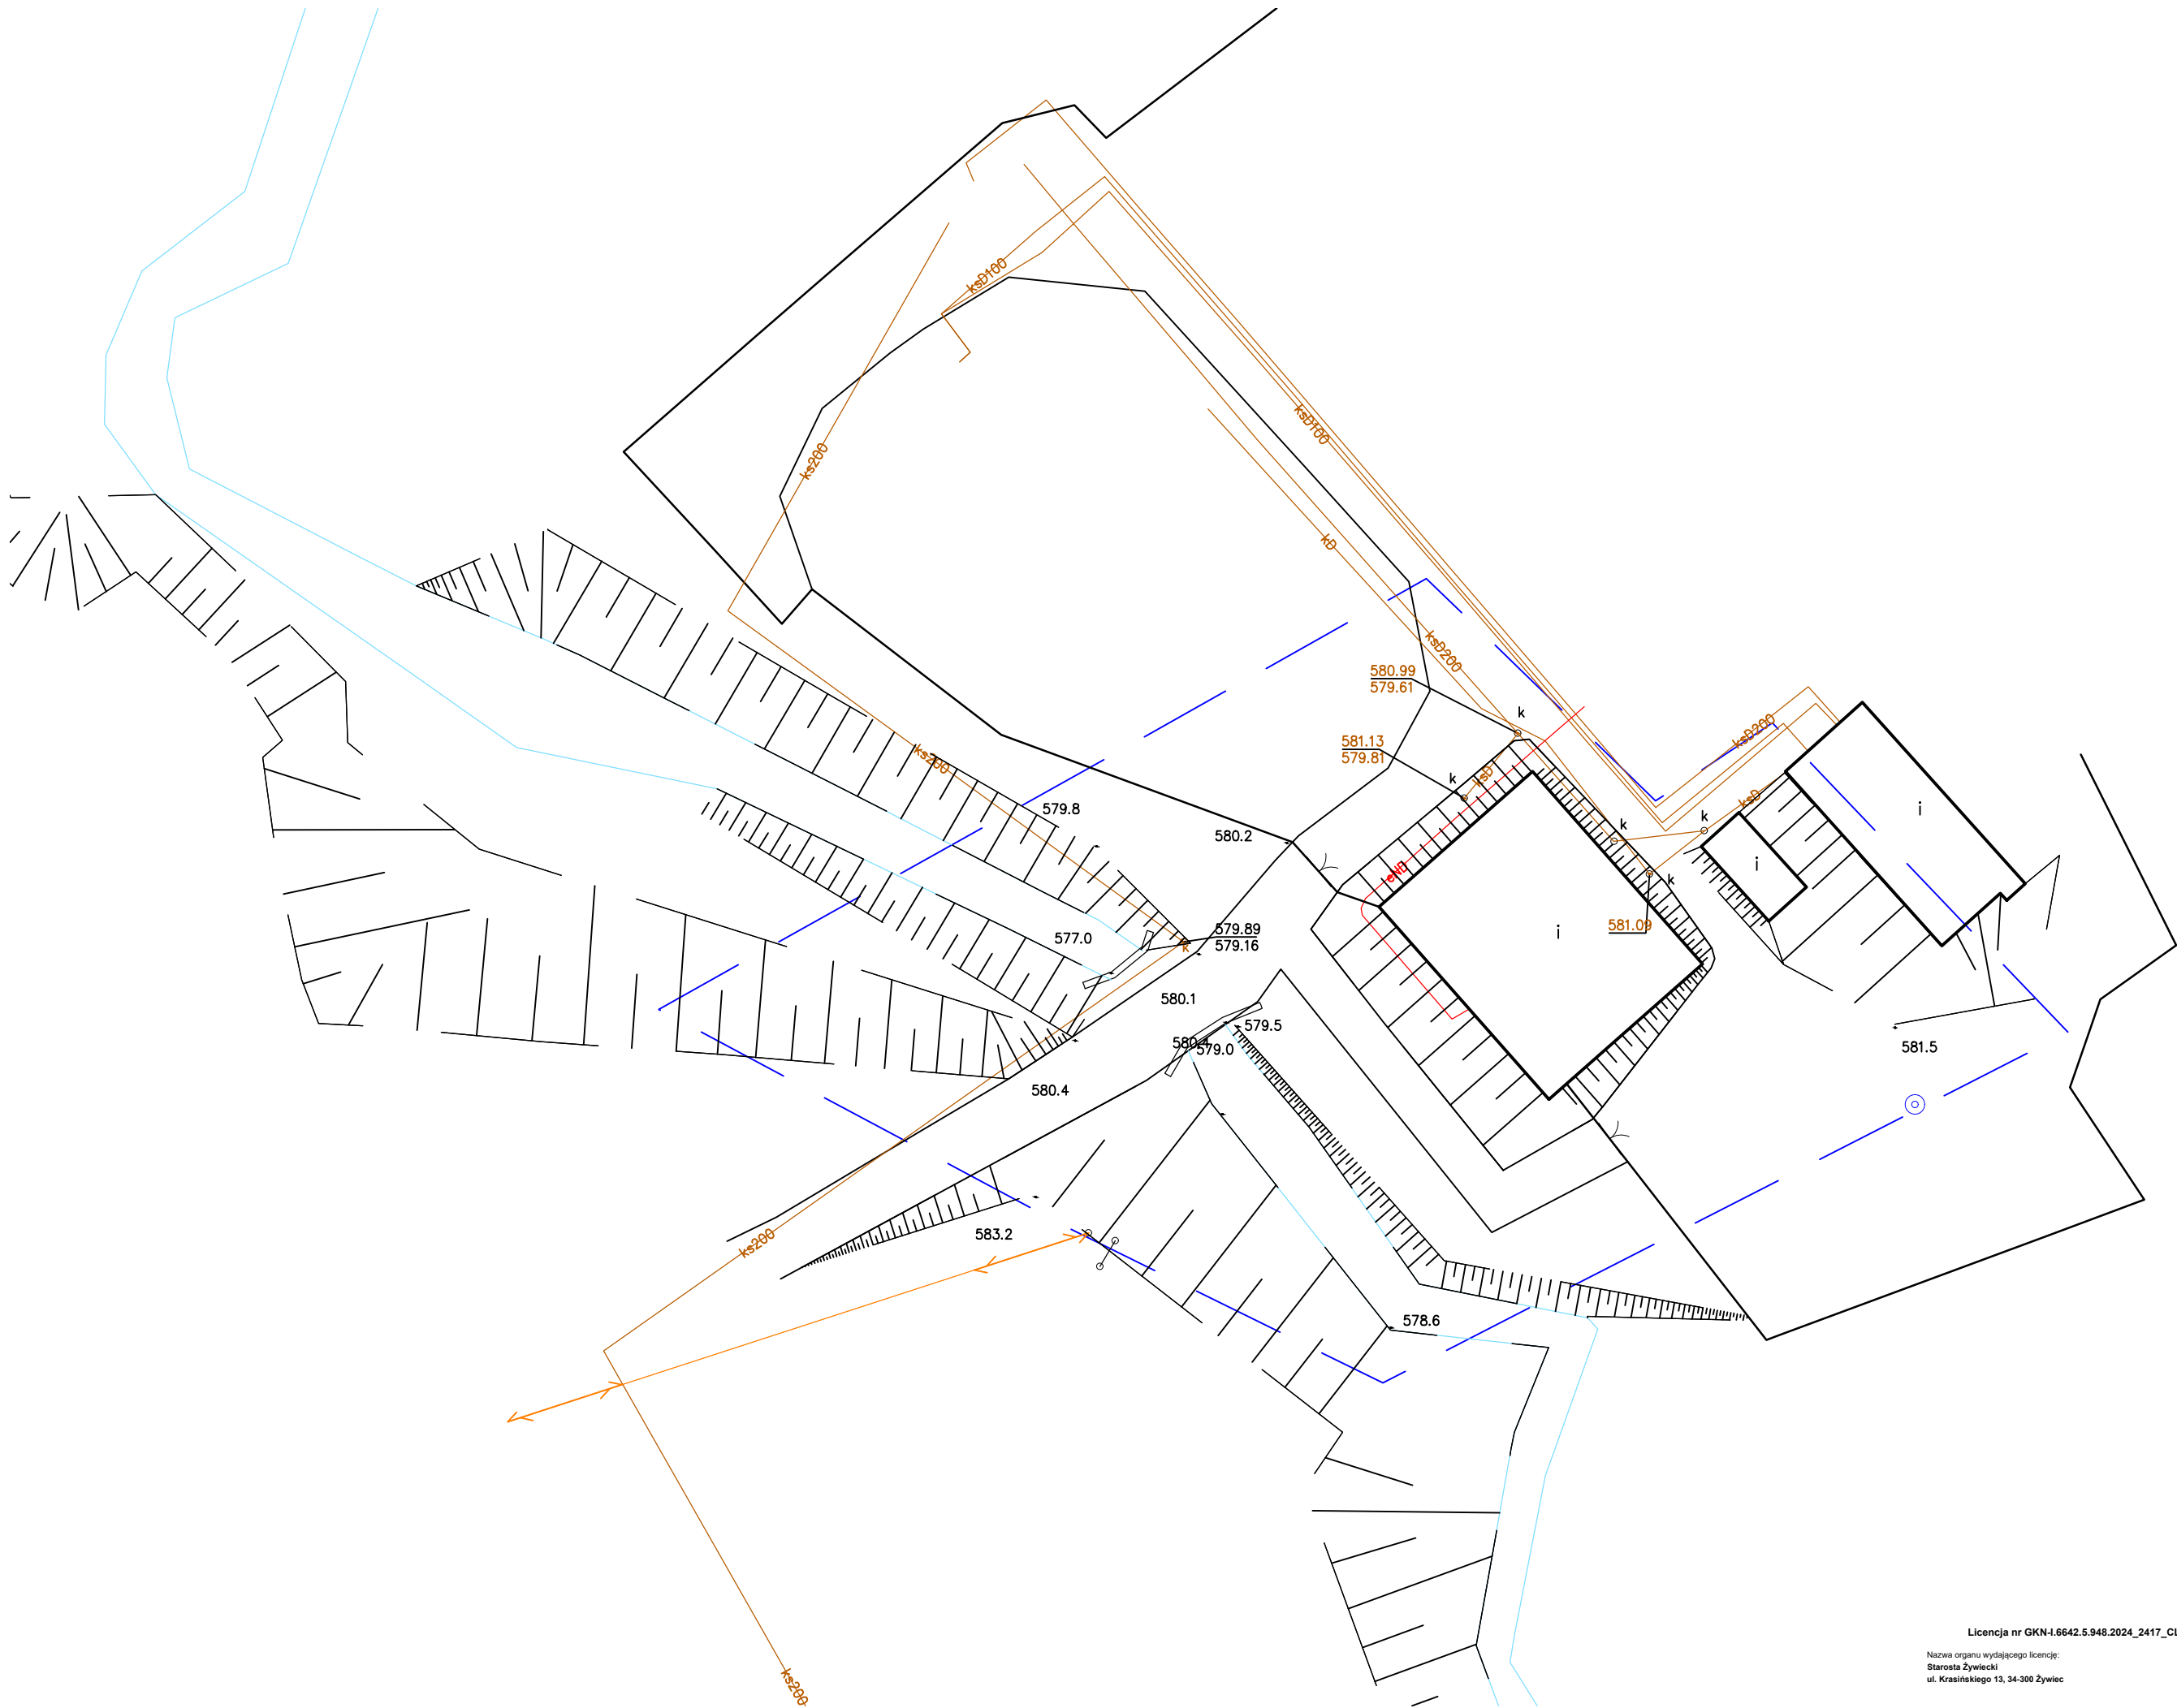 ksD100
ksD100
ks200
kD
ksD200
580.99
579.61
k
ksD200
581.13
579.81
k
ksD
ks200
579.8
ksD
k
k
i
580.2
i
eND
k
579.89
579.16
k
577.0
i
581.09
580.1
579.5
580.4
579.0
581.5
580.4
ks200
583.2
578.6
Licencja nr GKN-I.6642.5.948.2024_2417_CL
Nazwa organu wydającego licencję:
Starosta Żywiecki
ul. Krasińskiego 13, 34-300 Żywiec
ks200